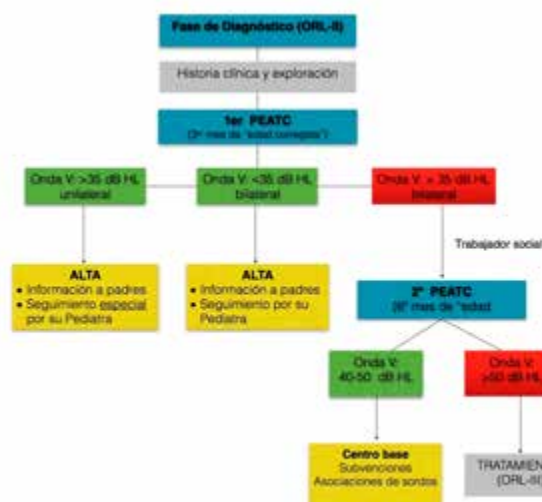 Fase de Diagnóstico (ORL-II)
Historia clínica y exploración
1er PEATC
mes de "edad corregida")
Onda V: >35 dB HL
unilateral
Onda V: <35 dB HL
bilateral
Onda V: 35 dB HL
bilateral
Trabajador social
ALTA
• Información a padres
• Seguimiento especial
por su Pediatra
ALTA
• Información a padres
• Seguimiento por su
Pediatra
2º PEATC
mes de "edad
Onda V:
40-50 dB HL
Onda V:
>50 dB HL
Centro base
Subvenciones
Asociaciones de sordos
TRATAMIEN
(ORL-III)